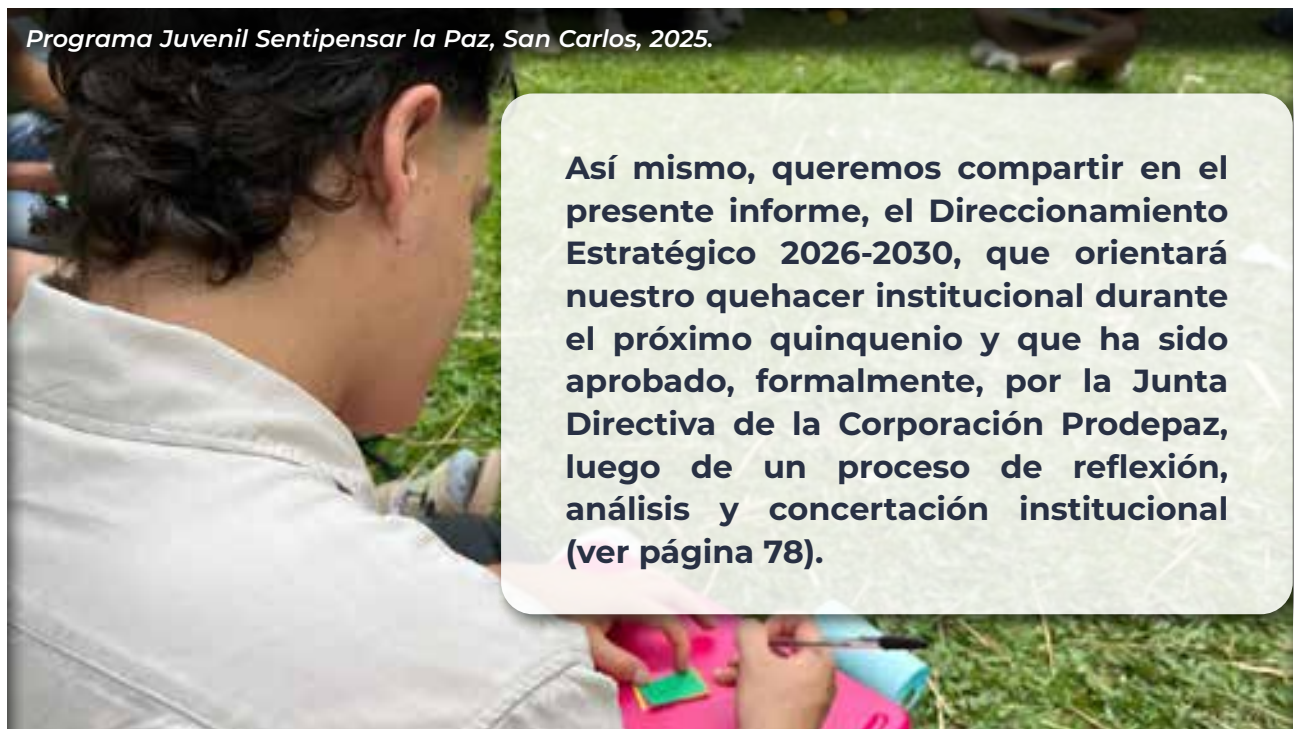 Programa Juvenil Sentipensar la Paz, San Carlos, 2025.
Así mismo, queremos compartir en el
presente informe, el Direccionamiento
Estratégico 2026-2030, que orientará
nuestro quehacer institucional durante
el próximo quinquenio y que ha sido
aprobado, formalmente, por la Junta
Directiva de la Corporación Prodepaz,
luego de un proceso de reflexión,
análisis y concertación institucional
(ver página 78).